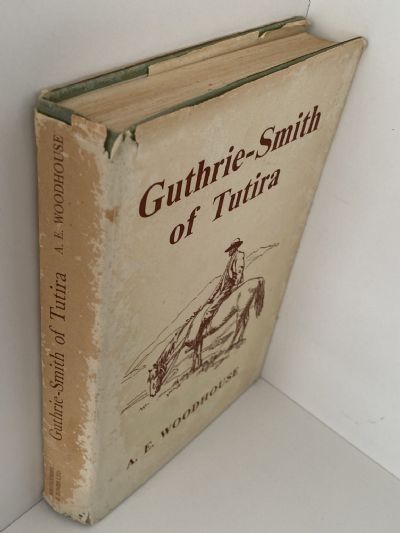 Guthrie-Smith
of Tutira
A. E. WOODHOUSE
Guthrie-Smith of Tutira A. E. WOODHOUSE